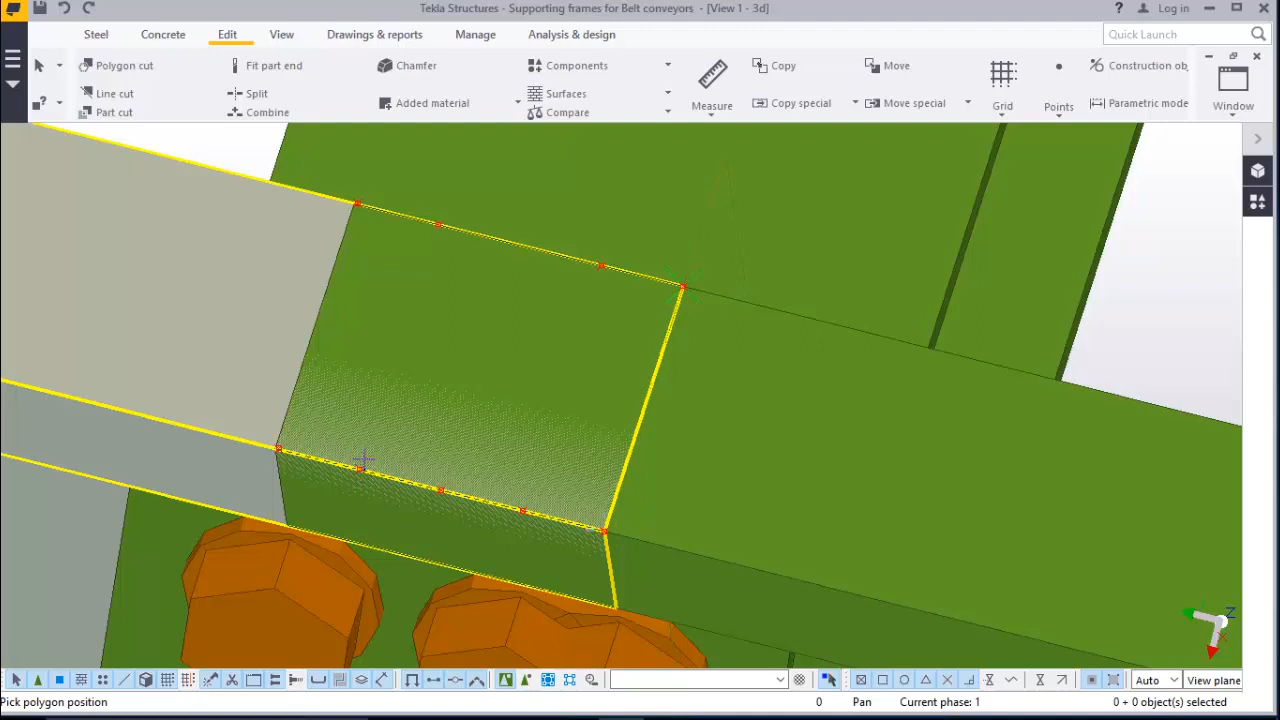 Tekla Structures - Supporting frames for Belt conveyors - [View 1 - 3d]
? Log in
Steel Concrete Edit View Drawings & reports Manage Analysis & design Quick Launch
Polygon cut Fit part end Chamfer Components Copy Move Construction ob
Line cut Split Surfaces
Part cut Combine Added material Compare Measure Copy special Move special Grid Points Parametric mode Window
Z
X
Auto View plane
Pick polygon position 0 Pan Current phase: 1 0 + 0 object(s) selected